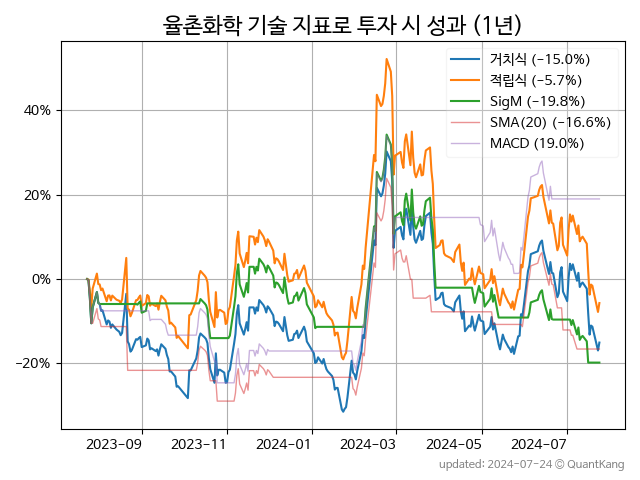 율촌화학 기술 지표로 투자 시 성과 (1년)
거치식 (−15.0%)
적립식 (−5.7%)
SigM (−19.8%)
SMA(20) (−16.6%)
MACD (19.0%)
40%
20%
0%
−20%
2023-09 2023-11 2024-01 2024-03 2024-05 2024-07
updated: 2024-07-24 © QuantKang